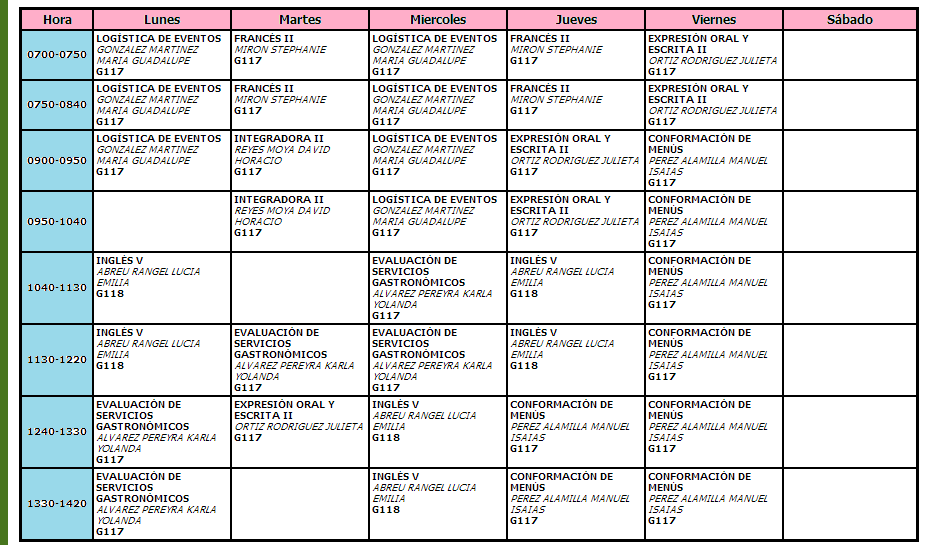 Hora Lunes Martes Miercoles Jueves Viernes Sábado
0700-0750
LOGÍSTICA DE EVENTOS
GONZALEZ MARTINEZ
MARIA GUADALUPE
G117
FRANCÉS II
MIRON STEPHANIE
G117
LOGÍSTICA DE EVENTOS
GONZALEZ MARTINEZ
MARIA GUADALUPE
G117
FRANCÉS II
MIRON STEPHANIE
G117
EXPRESIÓN ORAL Y
ESCRITA II
ORTIZ RODRIGUEZ JULIETA
G117
0750-0840
LOGÍSTICA DE EVENTOS
GONZALEZ MARTINEZ
MARIA GUADALUPE
G117
FRANCÉS II
MIRON STEPHANIE
G117
LOGÍSTICA DE EVENTOS
GONZALEZ MARTINEZ
MARIA GUADALUPE
G117
FRANCÉS II
MIRON STEPHANIE
G117
EXPRESIÓN ORAL Y
ESCRITA II
ORTIZ RODRIGUEZ JULIETA
G117
0900-0950
LOGÍSTICA DE EVENTOS
GONZALEZ MARTINEZ
MARIA GUADALUPE
G117
INTEGRADORA II
REYES MOYA DAVID
HORACIO
G117
LOGÍSTICA DE EVENTOS
GONZALEZ MARTINEZ
MARIA GUADALUPE
G117
EXPRESIÓN ORAL Y
ESCRITA II
ORTIZ RODRIGUEZ JULIETA
G117
CONFORMACIÓN DE
MENÚS
PEREZ ALAMILLA MANUEL
ISAIAS
G117
0950-1040
INTEGRADORA II
REYES MOYA DAVID
HORACIO
G117
LOGÍSTICA DE EVENTOS
GONZALEZ MARTINEZ
MARIA GUADALUPE
G117
EXPRESIÓN ORAL Y
ESCRITA II
ORTIZ RODRIGUEZ JULIETA
G117
CONFORMACIÓN DE
MENÚS
PEREZ ALAMILLA MANUEL
ISAIAS
G117
1040-1130
INGLÉS V
ABREU RANGEL LUCIA
EMILIA
G118
EVALUACIÓN DE
SERVICIOS
GASTRONÓMICOS
ALVAREZ PEREYRA KARLA
YOLANDA
G117
INGLÉS V
ABREU RANGEL LUCIA
EMILIA
G118
CONFORMACIÓN DE
MENÚS
PEREZ ALAMILLA MANUEL
ISAIAS
G117
1130-1220
INGLÉS V
ABREU RANGEL LUCIA
EMILIA
G118
EVALUACIÓN DE
SERVICIOS
GASTRONÓMICOS
ALVAREZ PEREYRA KARLA
YOLANDA
G117
EVALUACIÓN DE
SERVICIOS
GASTRONÓMICOS
ALVAREZ PEREYRA KARLA
YOLANDA
G117
INGLÉS V
ABREU RANGEL LUCIA
EMILIA
G118
CONFORMACIÓN DE
MENÚS
PEREZ ALAMILLA MANUEL
ISAIAS
G117
1240-1330
EVALUACIÓN DE
SERVICIOS
GASTRONÓMICOS
ALVAREZ PEREYRA KARLA
YOLANDA
G117
EXPRESIÓN ORAL Y
ESCRITA II
ORTIZ RODRIGUEZ JULIETA
G117
INGLÉS V
ABREU RANGEL LUCIA
EMILIA
G118
CONFORMACIÓN DE
MENÚS
PEREZ ALAMILLA MANUEL
ISAIAS
G117
CONFORMACIÓN DE
MENÚS
PEREZ ALAMILLA MANUEL
ISAIAS
G117
1330-1420
EVALUACIÓN DE
SERVICIOS
GASTRONÓMICOS
ALVAREZ PEREYRA KARLA
YOLANDA
G117
INGLÉS V
ABREU RANGEL LUCIA
EMILIA
G118
CONFORMACIÓN DE
MENÚS
PEREZ ALAMILLA MANUEL
ISAIAS
G117
CONFORMACIÓN DE
MENÚS
PEREZ ALAMILLA MANUEL
ISAIAS
G117